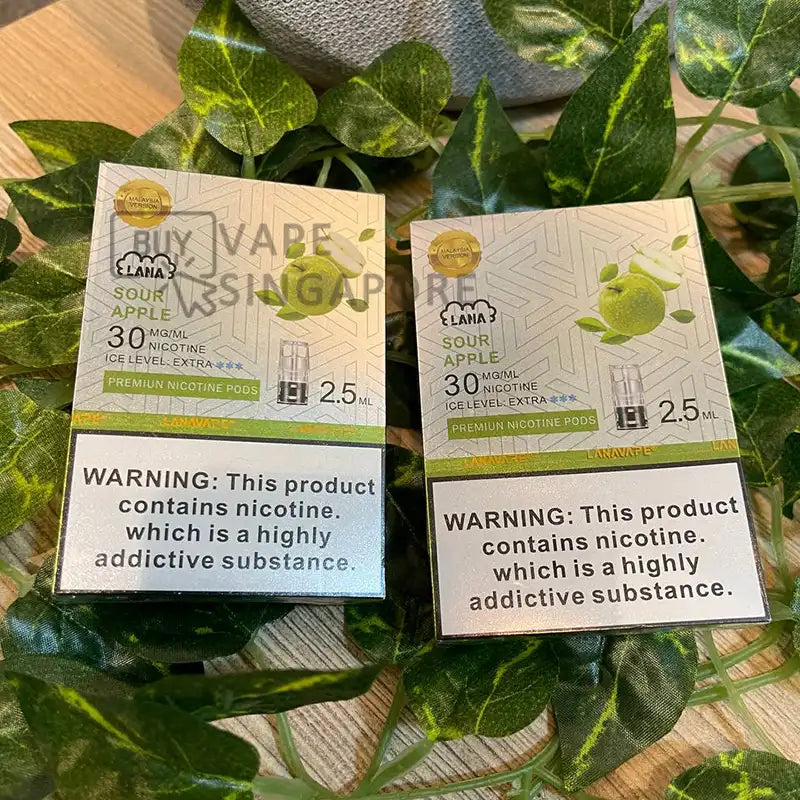 BUY VAPE
SINGAPORE
MALAYSIA
VERSION
LANA
SOUR
APPLE
30 MG/ML
NICOTINE
ICE LEVEL: EXTRA ***
PREMIUN NICOTINE PODS
2.5 ML
LANAVAPE
WARNING: This product
contains nicotine.
which is a highly
addictive substance.
MALAYSIA
VERSION
LANA
SOUR
APPLE
30 MG/ML
NICOTINE
ICE LEVEL: EXTRA ***
PREMIUN NICOTINE PODS
2.5 ML
LANAVAPE LANAVAPE LAN
WARNING: This product
contains nicotine.
which is a highly
addictive substance.